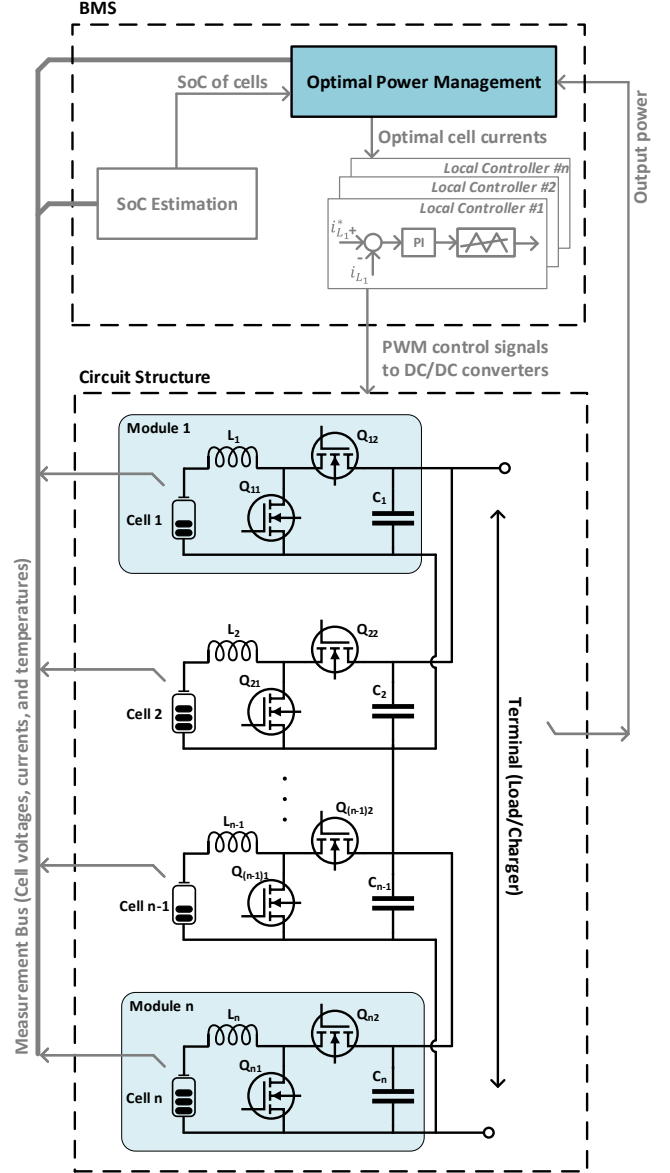 BMS
SoC of cells
Optimal Power Management
Optimal cell currents
SoC Estimation
Local Controller #n
Local Controller #2
Local Controller #1
i*L1 +
-
iL1
PI
Output power
PWM control signals
to DC/DC converters
Circuit Structure
Module 1
L1
Q12
Q11
C1
Cell 1
L2
Q22
Q21
C2
Cell 2
. . .
Ln-1
Q(n-1)2
Q(n-1)1
Cn-1
Cell n-1
Module n
Ln
Qn2
Qn1
Cn
Cell n
Terminal (Load/Charger)
Measurement Bus (Cell voltages, currents, and temperatures)